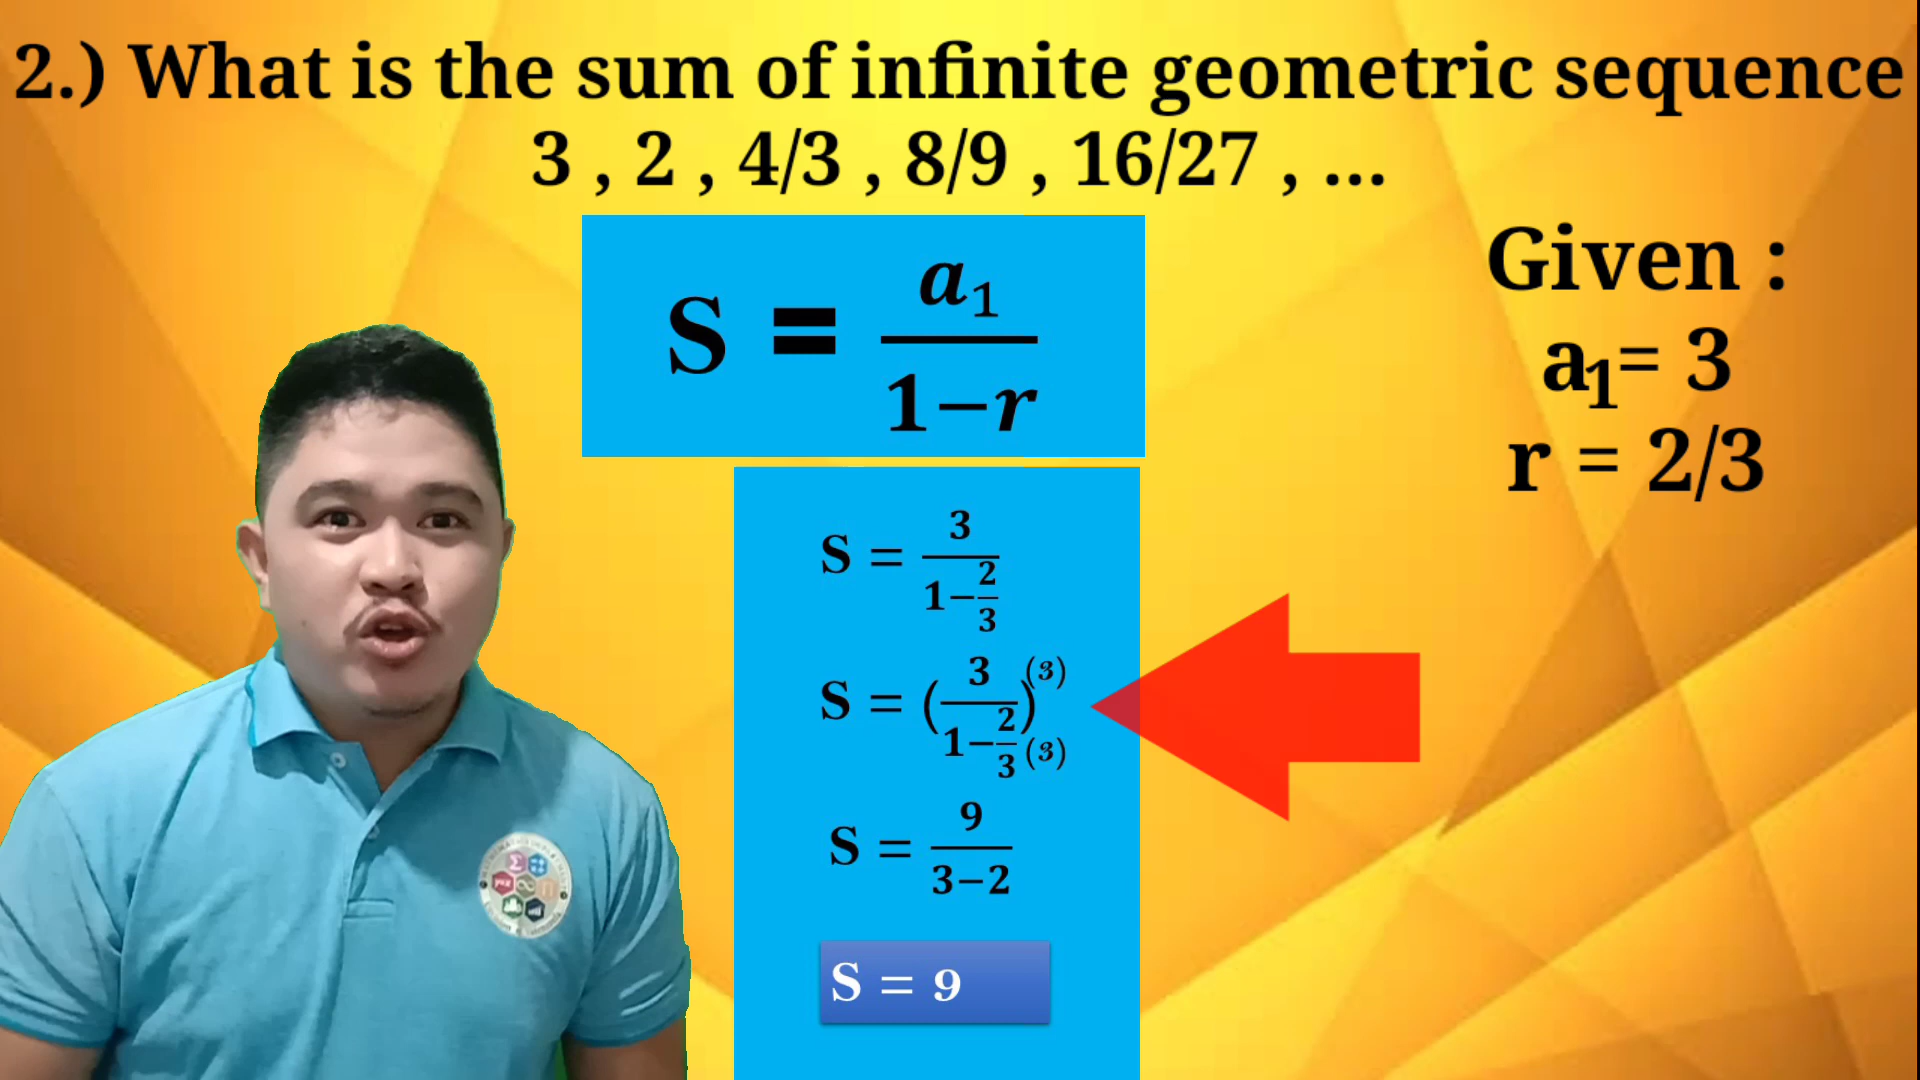 2.) What is the sum of infinite geometric sequence
3 , 2 , 4/3 , 8/9 , 16/27 , ...
S = a₁/(1−r)
Given :
a₁= 3
r = 2/3
S = 3/(1−2/3)
S = (3/(1−2/3)) (3) (3)
S = 9/(3−2)
S = 9